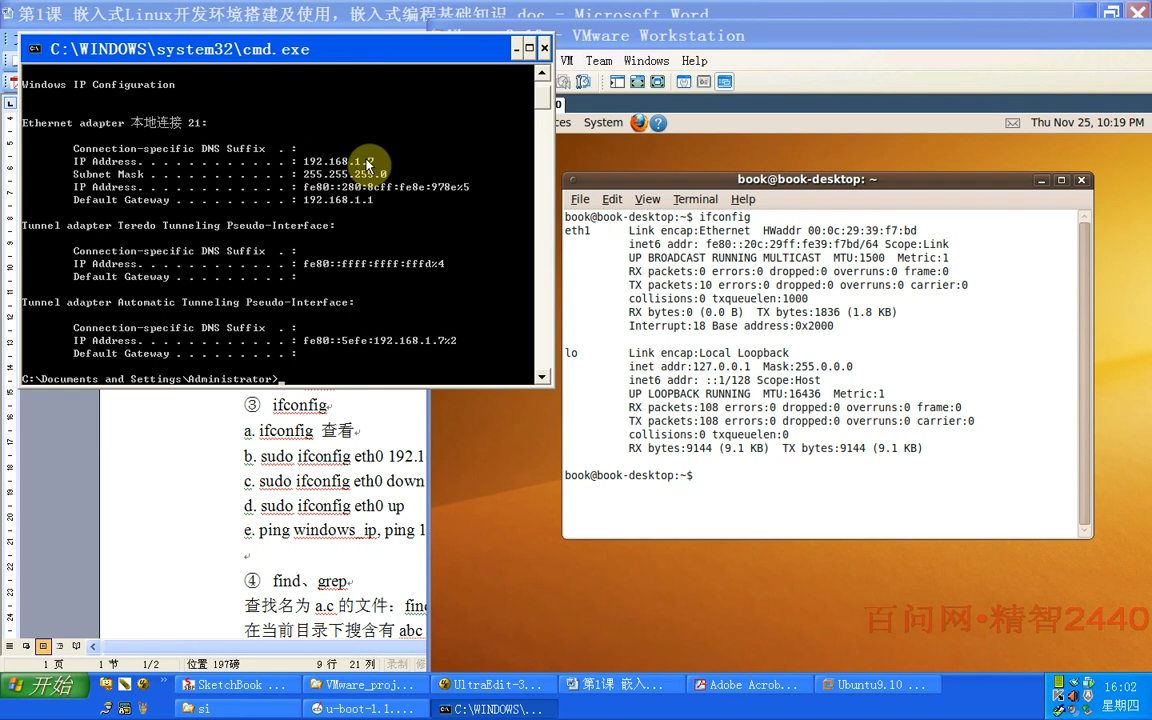 第1课 嵌入式Linux开发环境搭建及使用，嵌入式编程基础知识.doc - Microsoft Word
VMware Workstation
C:\WINDOWS\system32\cmd.exe
VM Team Windows Help
System
Thu Nov 25, 10:19 PM
Windows IP Configuration
Ethernet adapter 本地连接 21:
Connection-specific DNS Suffix . :
IP Address. . . . . . . . . . . . : 192.168.1.7
Subnet Mask . . . . . . . . . . . : 255.255.255.0
IP Address. . . . . . . . . . . . : fe80::280:8cff:fe8e:978e%5
Default Gateway . . . . . . . . . : 192.168.1.1
Tunnel adapter Teredo Tunneling Pseudo-Interface:
Connection-specific DNS Suffix . :
IP Address. . . . . . . . . . . . : fe80::ffff:ffff:fffd%4
Default Gateway . . . . . . . . . :
Tunnel adapter Automatic Tunneling Pseudo-Interface:
Connection-specific DNS Suffix . :
IP Address. . . . . . . . . . . . : fe80::5efe:192.168.1.7%2
Default Gateway . . . . . . . . . :
C:\Documents and Settings\Administrator>_
book@book-desktop: ~
File Edit View Terminal Help
book@book-desktop:~$ ifconfig
eth1 Link encap:Ethernet HWaddr 00:0c:29:39:f7:bd
inet6 addr: fe80::20c:29ff:fe39:f7bd/64 Scope:Link
UP BROADCAST RUNNING MULTICAST MTU:1500 Metric:1
RX packets:0 errors:0 dropped:0 overruns:0 frame:0
TX packets:10 errors:0 dropped:0 overruns:0 carrier:0
collisions:0 txqueuelen:1000
RX bytes:0 (0.0 B) TX bytes:1836 (1.8 KB)
Interrupt:18 Base address:0x2000
lo Link encap:Local Loopback
inet addr:127.0.0.1 Mask:255.0.0.0
inet6 addr: ::1/128 Scope:Host
UP LOOPBACK RUNNING MTU:16436 Metric:1
RX packets:108 errors:0 dropped:0 overruns:0 frame:0
TX packets:108 errors:0 dropped:0 overruns:0 carrier:0
collisions:0 txqueuelen:0
RX bytes:9144 (9.1 KB) TX bytes:9144 (9.1 KB)
book@book-desktop:~$
③ ifconfig
a. ifconfig 查看
b. sudo ifconfig eth0 192.1
c. sudo ifconfig eth0 down
d. sudo ifconfig eth0 up
e. ping windows_ip, ping 1
④ find、grep
查找名为 a.c 的文件：find
在当前目录下搜含有 abc
百问网·精智2440
1 页 1 节 1/2 位置 197磅 9 行 21 列 录制
开始
SketchBook ...
VMware_proj...
UltraEdit-3...
第1课 嵌入...
Adobe Acrob...
Ubuntu9.10 ...
16:02
si
u-boot-1.1....
C:\WINDOWS\...
星期四